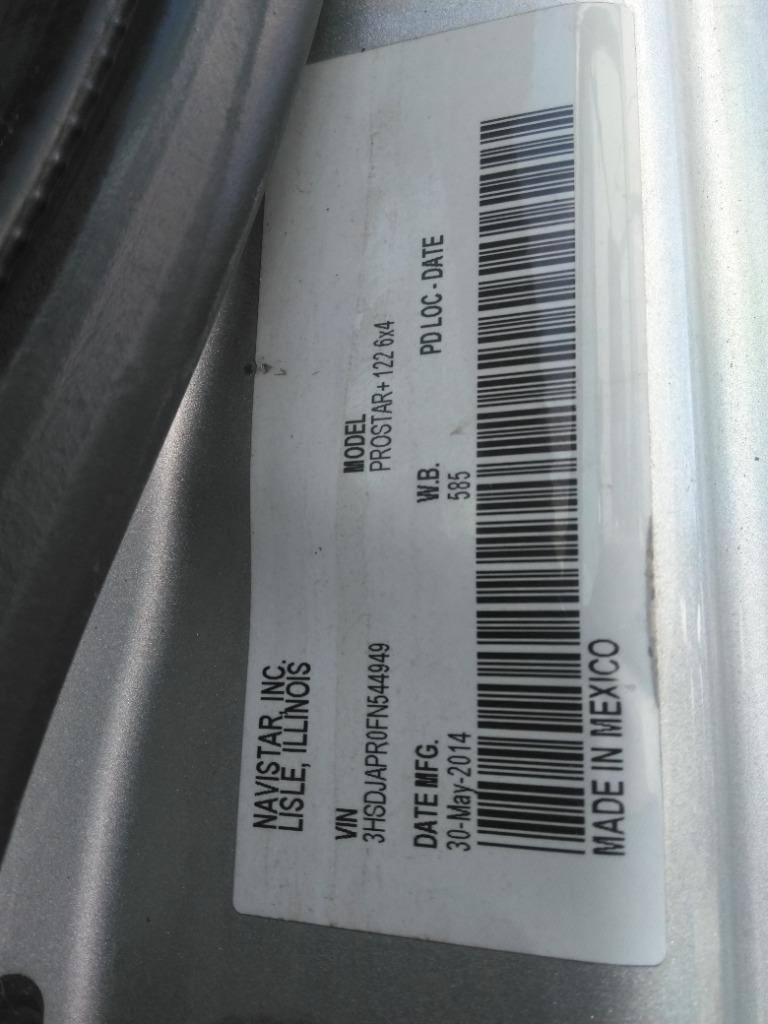 NAVISTAR, INC.
LISLE, ILLINOIS
VIN
3HSDJAPR0FN544949
MODEL
PROSTAR+ 122 6x4
DATE MFG.
30-May-2014
W.B.
585
PD LOC - DATE
MADE IN MEXICO